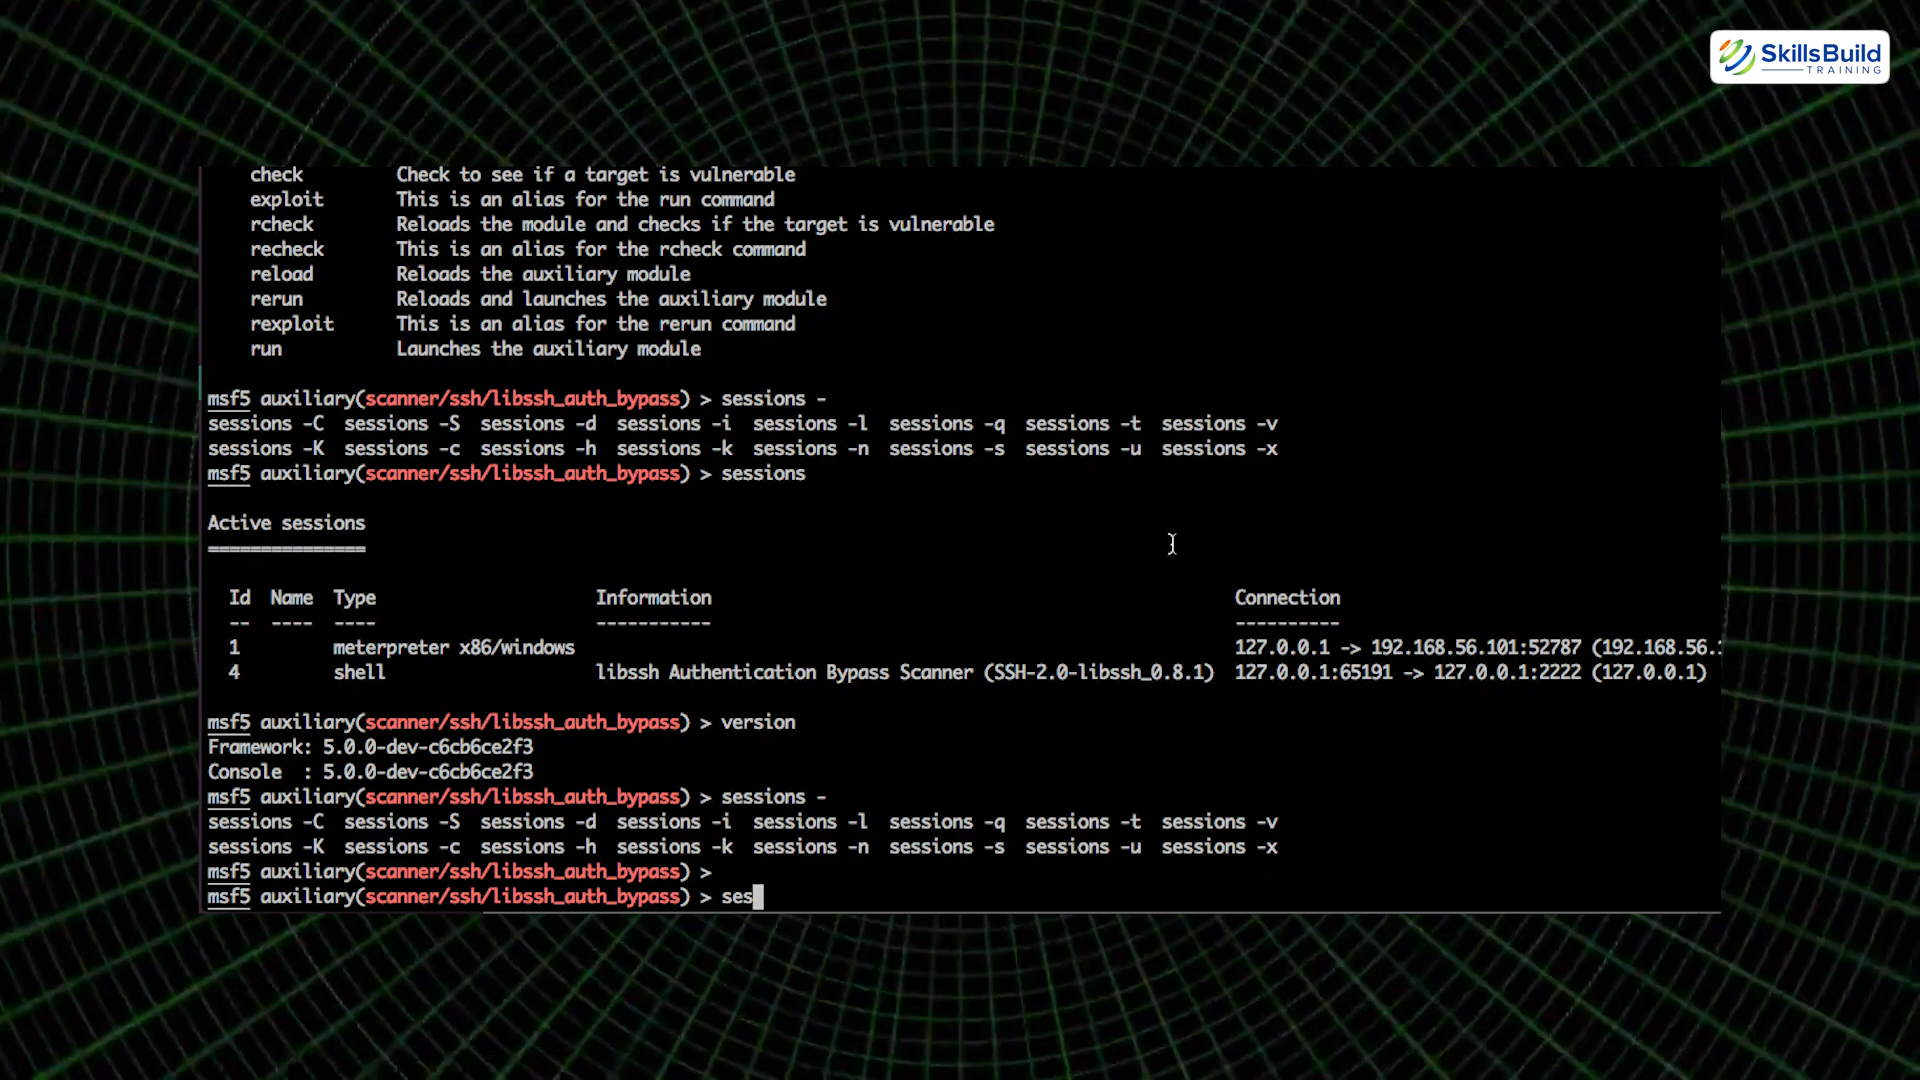 SkillsBuild
TRAINING
check Check to see if a target is vulnerable
exploit This is an alias for the run command
rcheck Reloads the module and checks if the target is vulnerable
recheck This is an alias for the rcheck command
reload Reloads the auxiliary module
rerun Reloads and launches the auxiliary module
rexploit This is an alias for the rerun command
run Launches the auxiliary module
msf5 auxiliary(scanner/ssh/libssh_auth_bypass) > sessions -
sessions -C sessions -S sessions -d sessions -i sessions -l sessions -q sessions -t sessions -v
sessions -K sessions -c sessions -h sessions -k sessions -n sessions -s sessions -u sessions -x
msf5 auxiliary(scanner/ssh/libssh_auth_bypass) > sessions
Active sessions
===============
Id Name Type Information Connection
-- ---- ---- ----------- ----------
1 meterpreter x86/windows 127.0.0.1 -> 192.168.56.101:52787 (192.168.56.1
4 shell libssh Authentication Bypass Scanner (SSH-2.0-libssh_0.8.1) 127.0.0.1:65191 -> 127.0.0.1:2222 (127.0.0.1)
msf5 auxiliary(scanner/ssh/libssh_auth_bypass) > version
Framework: 5.0.0-dev-c6cb6ce2f3
Console : 5.0.0-dev-c6cb6ce2f3
msf5 auxiliary(scanner/ssh/libssh_auth_bypass) > sessions -
sessions -C sessions -S sessions -d sessions -i sessions -l sessions -q sessions -t sessions -v
sessions -K sessions -c sessions -h sessions -k sessions -n sessions -s sessions -u sessions -x
msf5 auxiliary(scanner/ssh/libssh_auth_bypass) >
msf5 auxiliary(scanner/ssh/libssh_auth_bypass) > ses